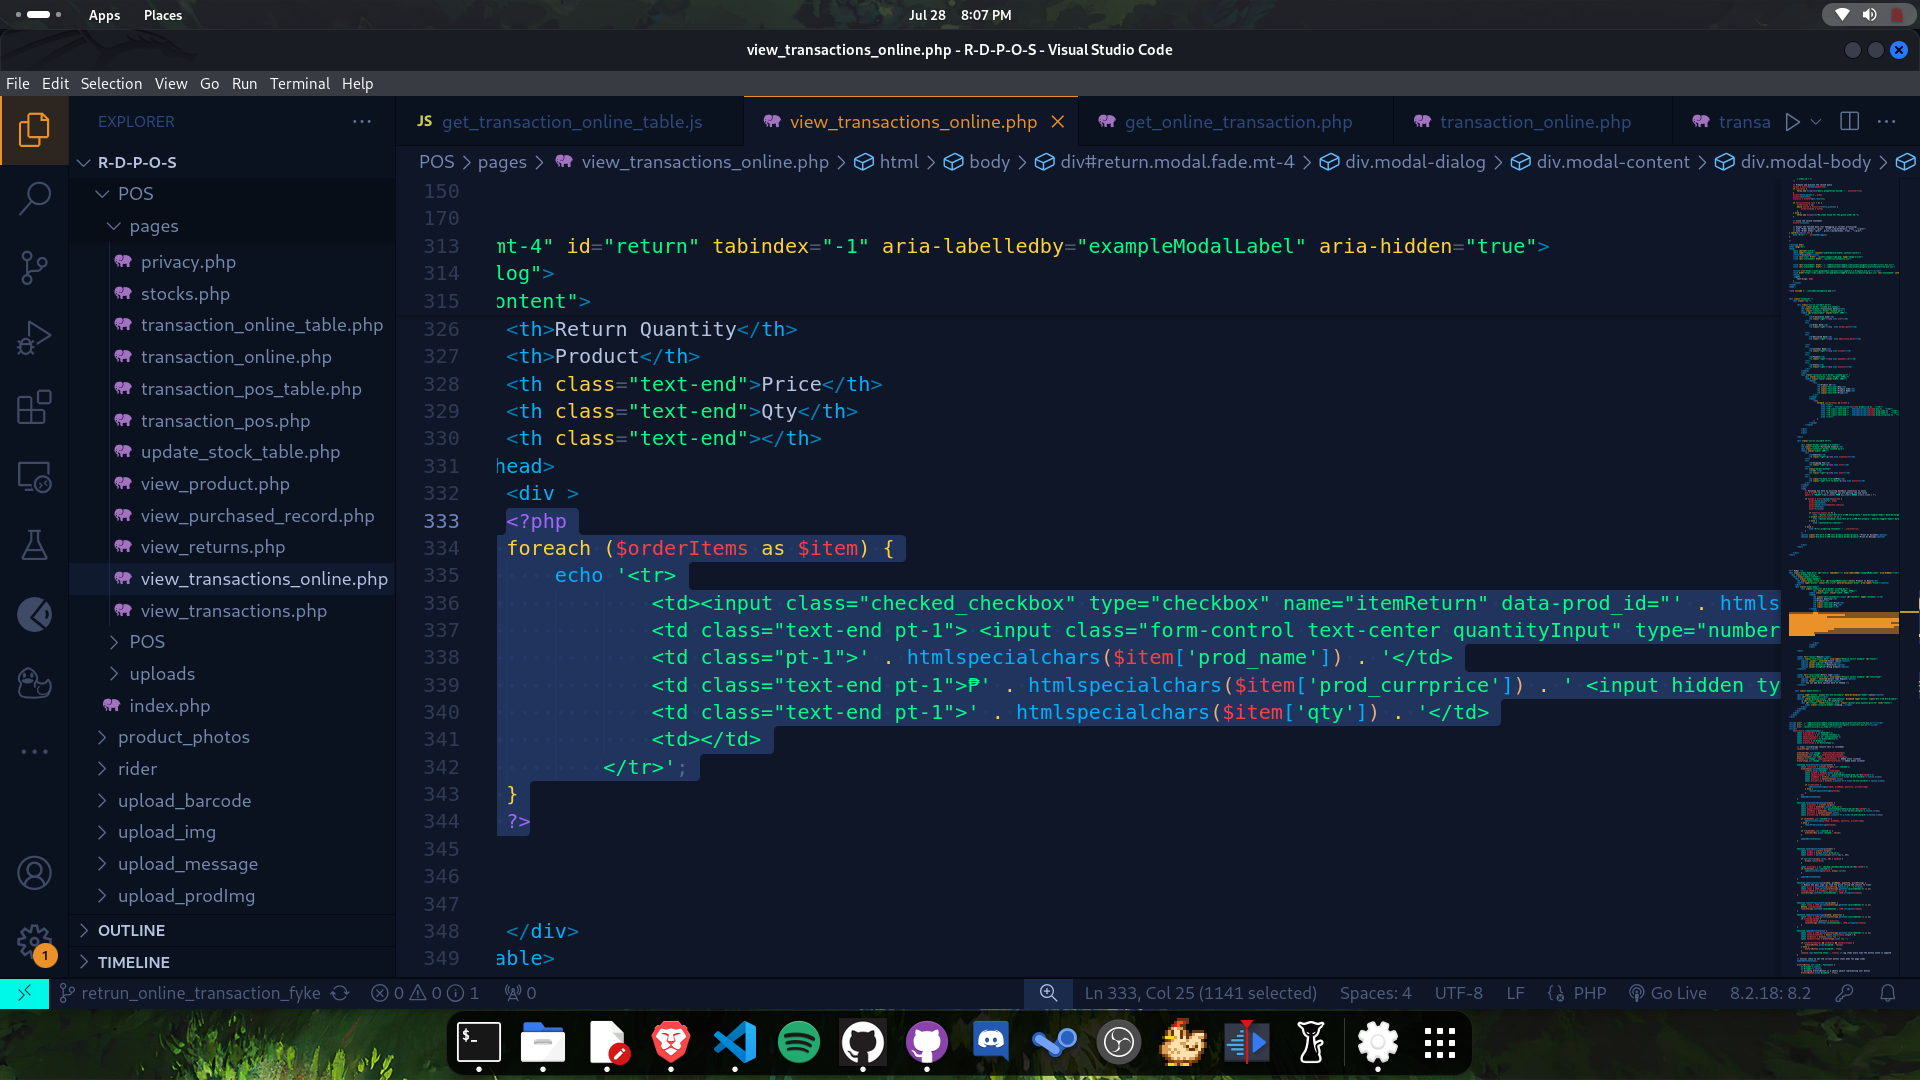 Apps Places Jul 28 8:07 PM
view_transactions_online.php - R-D-P-O-S - Visual Studio Code
File Edit Selection View Go Run Terminal Help
EXPLORER
R-D-P-O-S
POS
pages
privacy.php
stocks.php
transaction_online_table.php
transaction_online.php
transaction_pos_table.php
transaction_pos.php
update_stock_table.php
view_product.php
view_purchased_record.php
view_returns.php
view_transactions_online.php
view_transactions.php
POS
uploads
index.php
product_photos
rider
upload_barcode
upload_img
upload_message
upload_prodImg
OUTLINE
TIMELINE
1
JS get_transaction_online_table.js view_transactions_online.php get_online_transaction.php transaction_online.php transa
POS > pages > view_transactions_online.php > html > body > div#return.modal.fade.mt-4 > div.modal-dialog > div.modal-content > div.modal-body >
150
170
313 mt-4" id="return" tabindex="-1" aria-labelledby="exampleModalLabel" aria-hidden="true">
314 log">
315 ontent">
326 <th>Return Quantity</th>
327 <th>Product</th>
328 <th class="text-end">Price</th>
329 <th class="text-end">Qty</th>
330 <th class="text-end"></th>
331 head>
332 <div >
333 <?php
334 foreach ($orderItems as $item) {
335 echo '<tr>
336 <td><input class="checked_checkbox" type="checkbox" name="itemReturn" data-prod_id="' . htmls
337 <td class="text-end pt-1"> <input class="form-control text-center quantityInput" type="number
338 <td class="pt-1">' . htmlspecialchars($item['prod_name']) . '</td>
339 <td class="text-end pt-1">₱' . htmlspecialchars($item['prod_currprice']) . ' <input hidden ty
340 <td class="text-end pt-1">' . htmlspecialchars($item['qty']) . '</td>
341 <td></td>
342 </tr>';
343 }
344 ?>
345
346
347
348 </div>
349 able>
retrun_online_transaction_fyke 0 0 1 0 Ln 333, Col 25 (1141 selected) Spaces: 4 UTF-8 LF PHP Go Live 8.2.18: 8.2